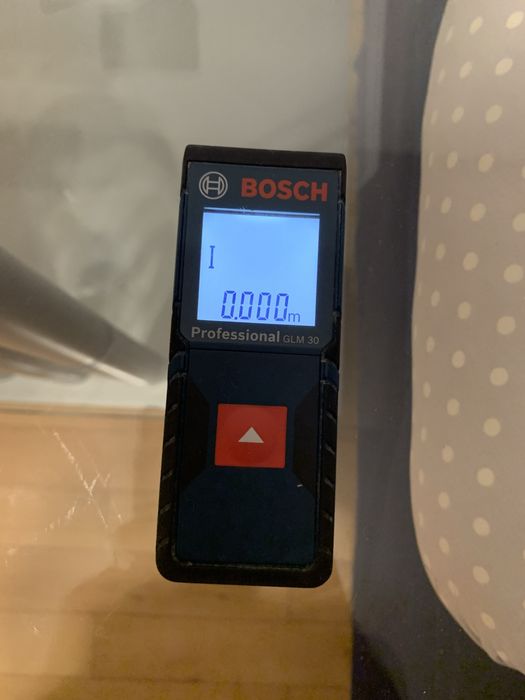 BOSCH
0.000m
Professional GLM 30